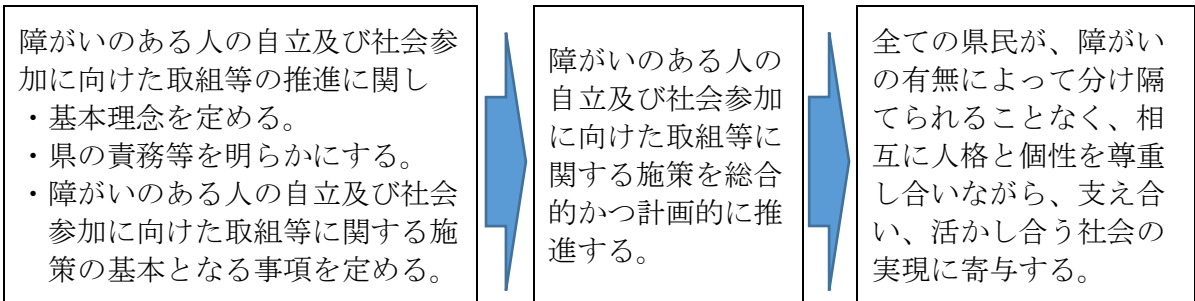 障がいのある人の自立及び社会参
加に向けた取組等の推進に関し
・基本理念を定める。
・県の責務等を明らかにする。
・障がいのある人の自立及び社会
参加に向けた取組等に関する施
策の基本となる事項を定める。
障がいのある人の
自立及び社会参加
に向けた取組等に
関する施策を総合
的かつ計画的に推
進する。
全ての県民が、障がい
の有無によって分け隔
てられることなく、相
互に人格と個性を尊重
し合いながら、支え合
い、活かし合う社会の
実現に寄与する。